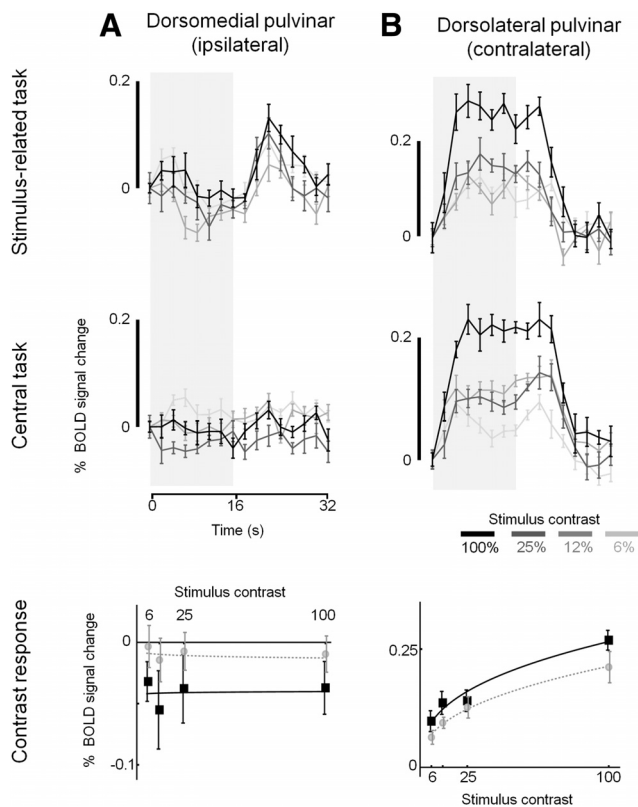 A
Dorsomedial pulvinar
(ipsilateral)
B
Dorsolateral pulvinar
(contralateral)
Stimulus-related task
0.2
0
0.2
0
Central task
% BOLD signal change
0.2
0
0.2
0
0 16 32
Time (s)
Stimulus contrast
100% 25% 12% 6%
Contrast response
% BOLD signal change
Stimulus contrast
6 25 100
0
-0.1
0.25
0
6 25 100
Stimulus contrast